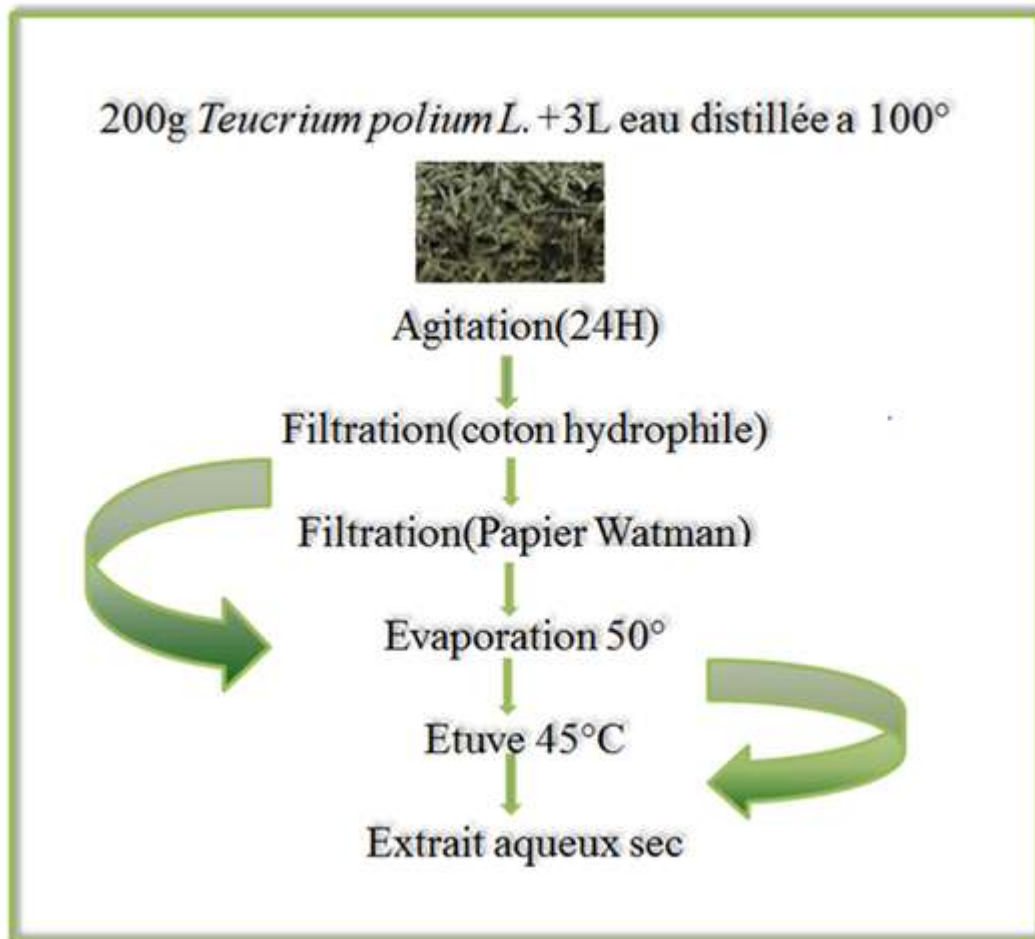 200g Teucrium polium L. +3L eau distillée a 100°
Agitation(24H)
Filtration(coton hydrophile)
Filtration(Papier Watman)
Evaporation 50°
Etuve 45°C
Extrait aqueux sec